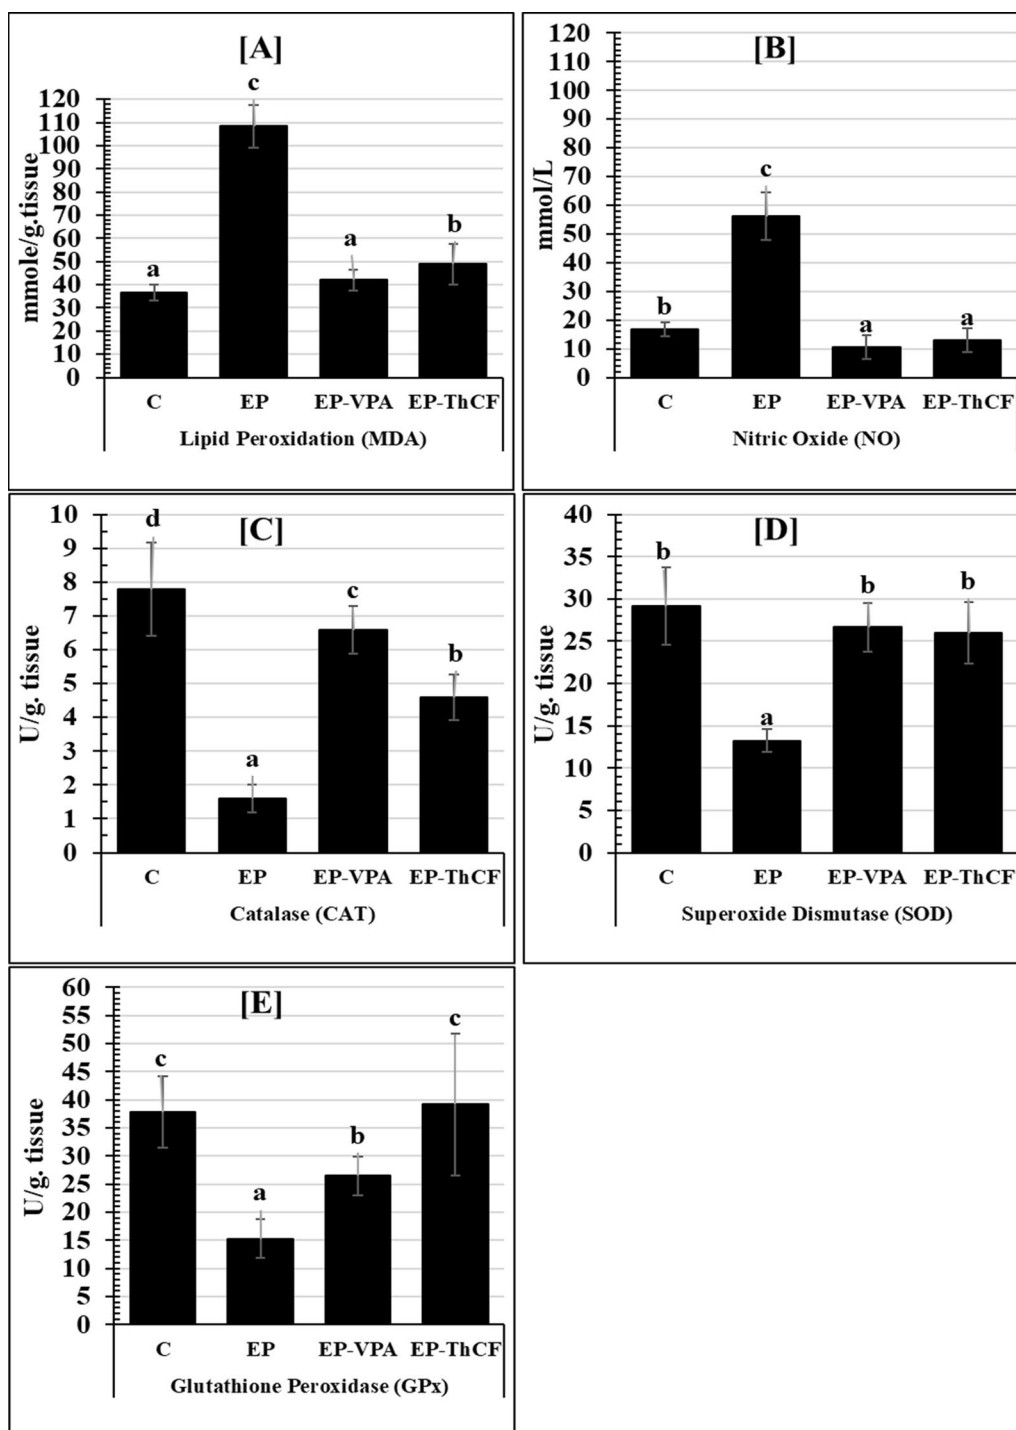 [A]
mmole/g.tissue
120
110
100
90
80
70
60
50
40
30
20
10
0
a
c
a
b
C EP EP-VPA EP-ThCF
Lipid Peroxidation (MDA)
[B]
mmol/L
120
110
100
90
80
70
60
50
40
30
20
10
0
b
c
a
a
C EP EP-VPA EP-ThCF
Nitric Oxide (NO)
[C]
U/g. tissue
10
9
8
7
6
5
4
3
2
1
0
d
a
c
b
C EP EP-VPA EP-ThCF
Catalase (CAT)
[D]
U/g. tissue
40
35
30
25
20
15
10
5
0
b
a
b
b
C EP EP-VPA EP-ThCF
Superoxide Dismutase (SOD)
[E]
U/g. tissue
60
55
50
45
40
35
30
25
20
15
10
5
0
c
a
b
c
C EP EP-VPA EP-ThCF
Glutathione Peroxidase (GPx)